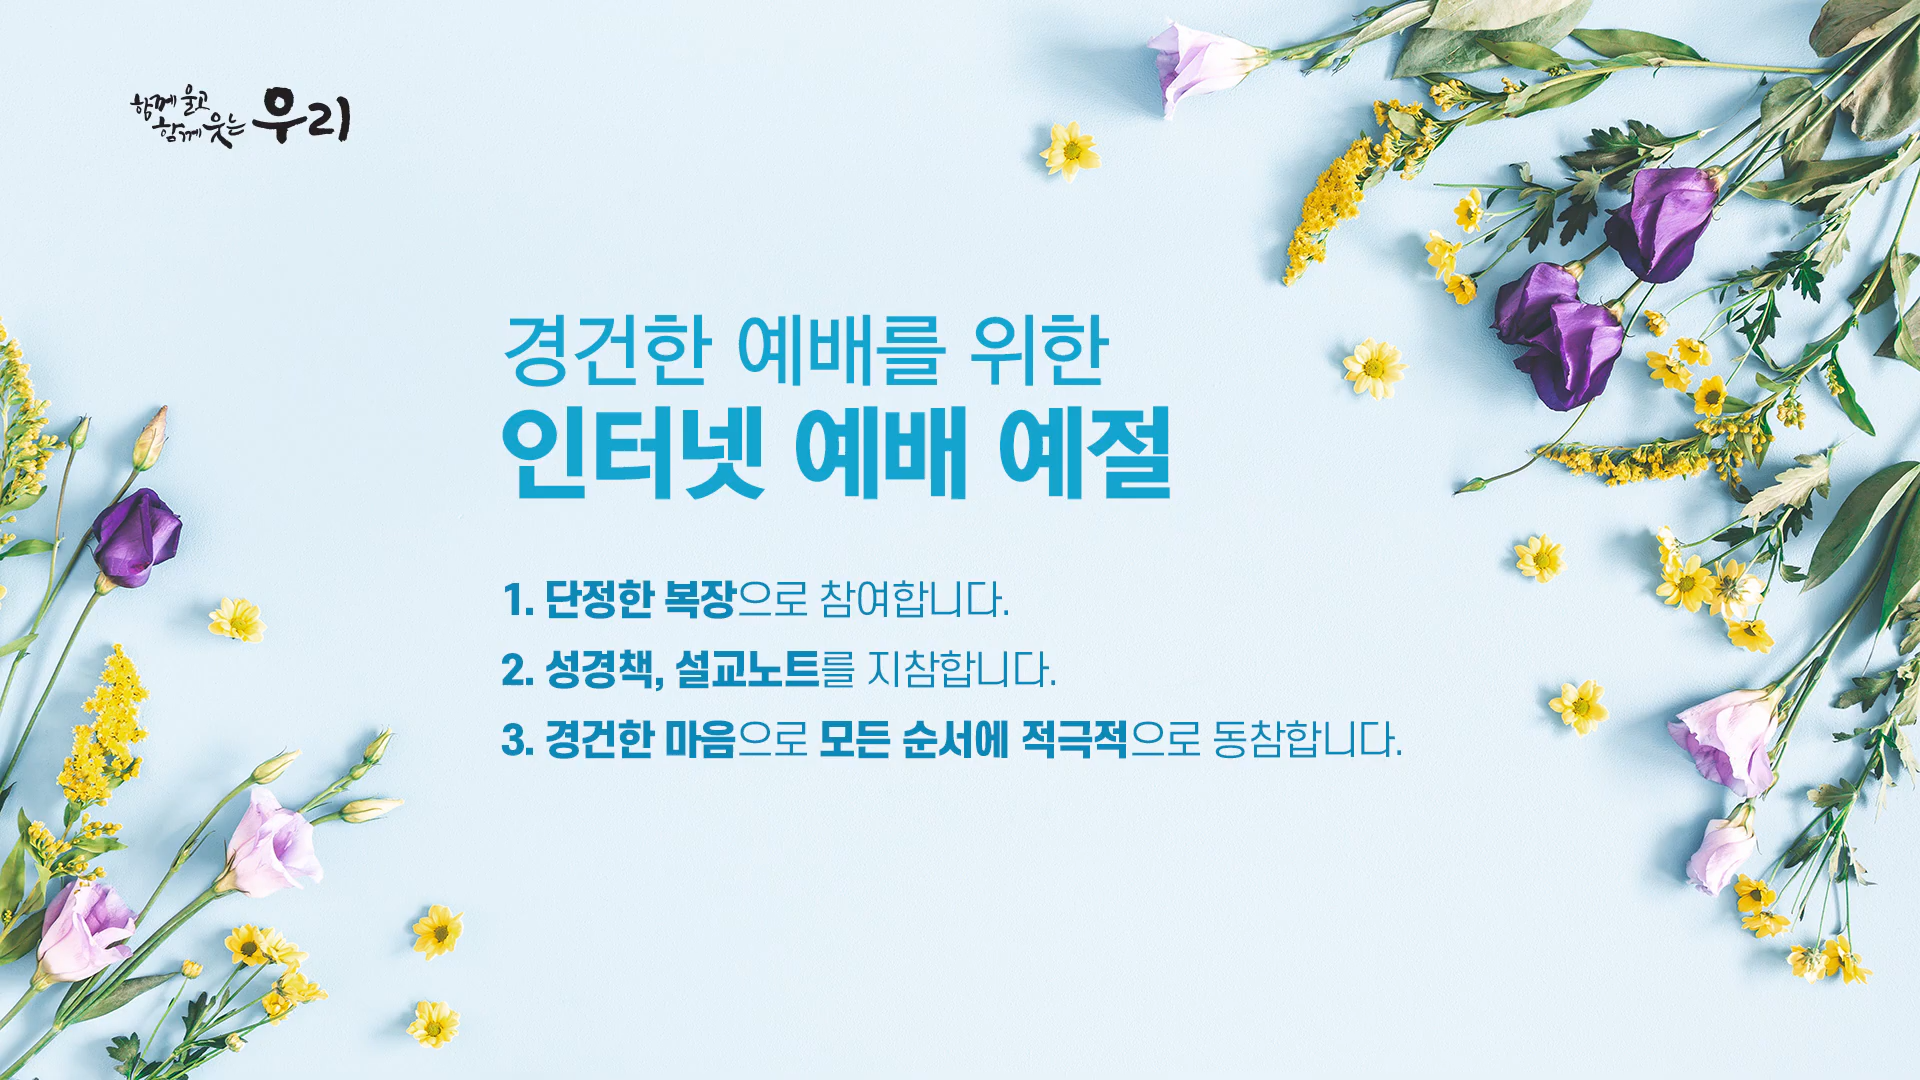 함께 울고
함께 웃는 우리
경건한 예배를 위한
인터넷 예배 예절
1. 단정한 복장으로 참여합니다.
2. 성경책, 설교노트를 지참합니다.
3. 경건한 마음으로 모든 순서에 적극적으로 동참합니다.